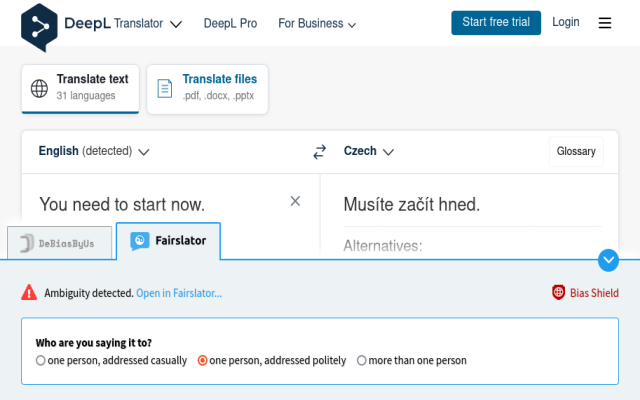 DeepL Translator DeepL Pro For Business Start free trial Login
Translate text Translate files
31 languages .pdf, .docx, .pptx
English (detected) Czech Glossary
You need to start now. Musíte začít hned.
Alternatives:
DeBiasByUs Fairslator
Ambiguity detected. Open in Fairslator... Bias Shield
Who are you saying it to?
one person, addressed casually one person, addressed politely more than one person